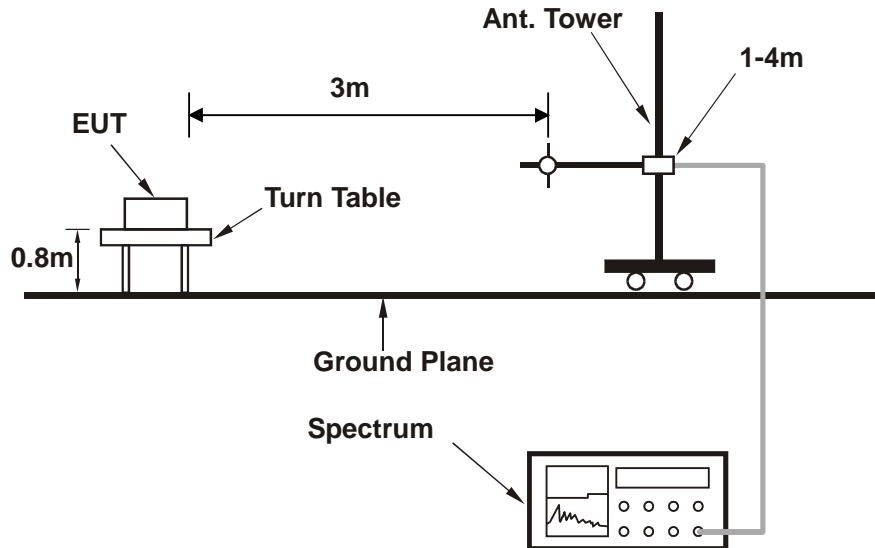 Ant. Tower
1-4m
3m
EUT
Turn Table
0.8m
Ground Plane
Spectrum